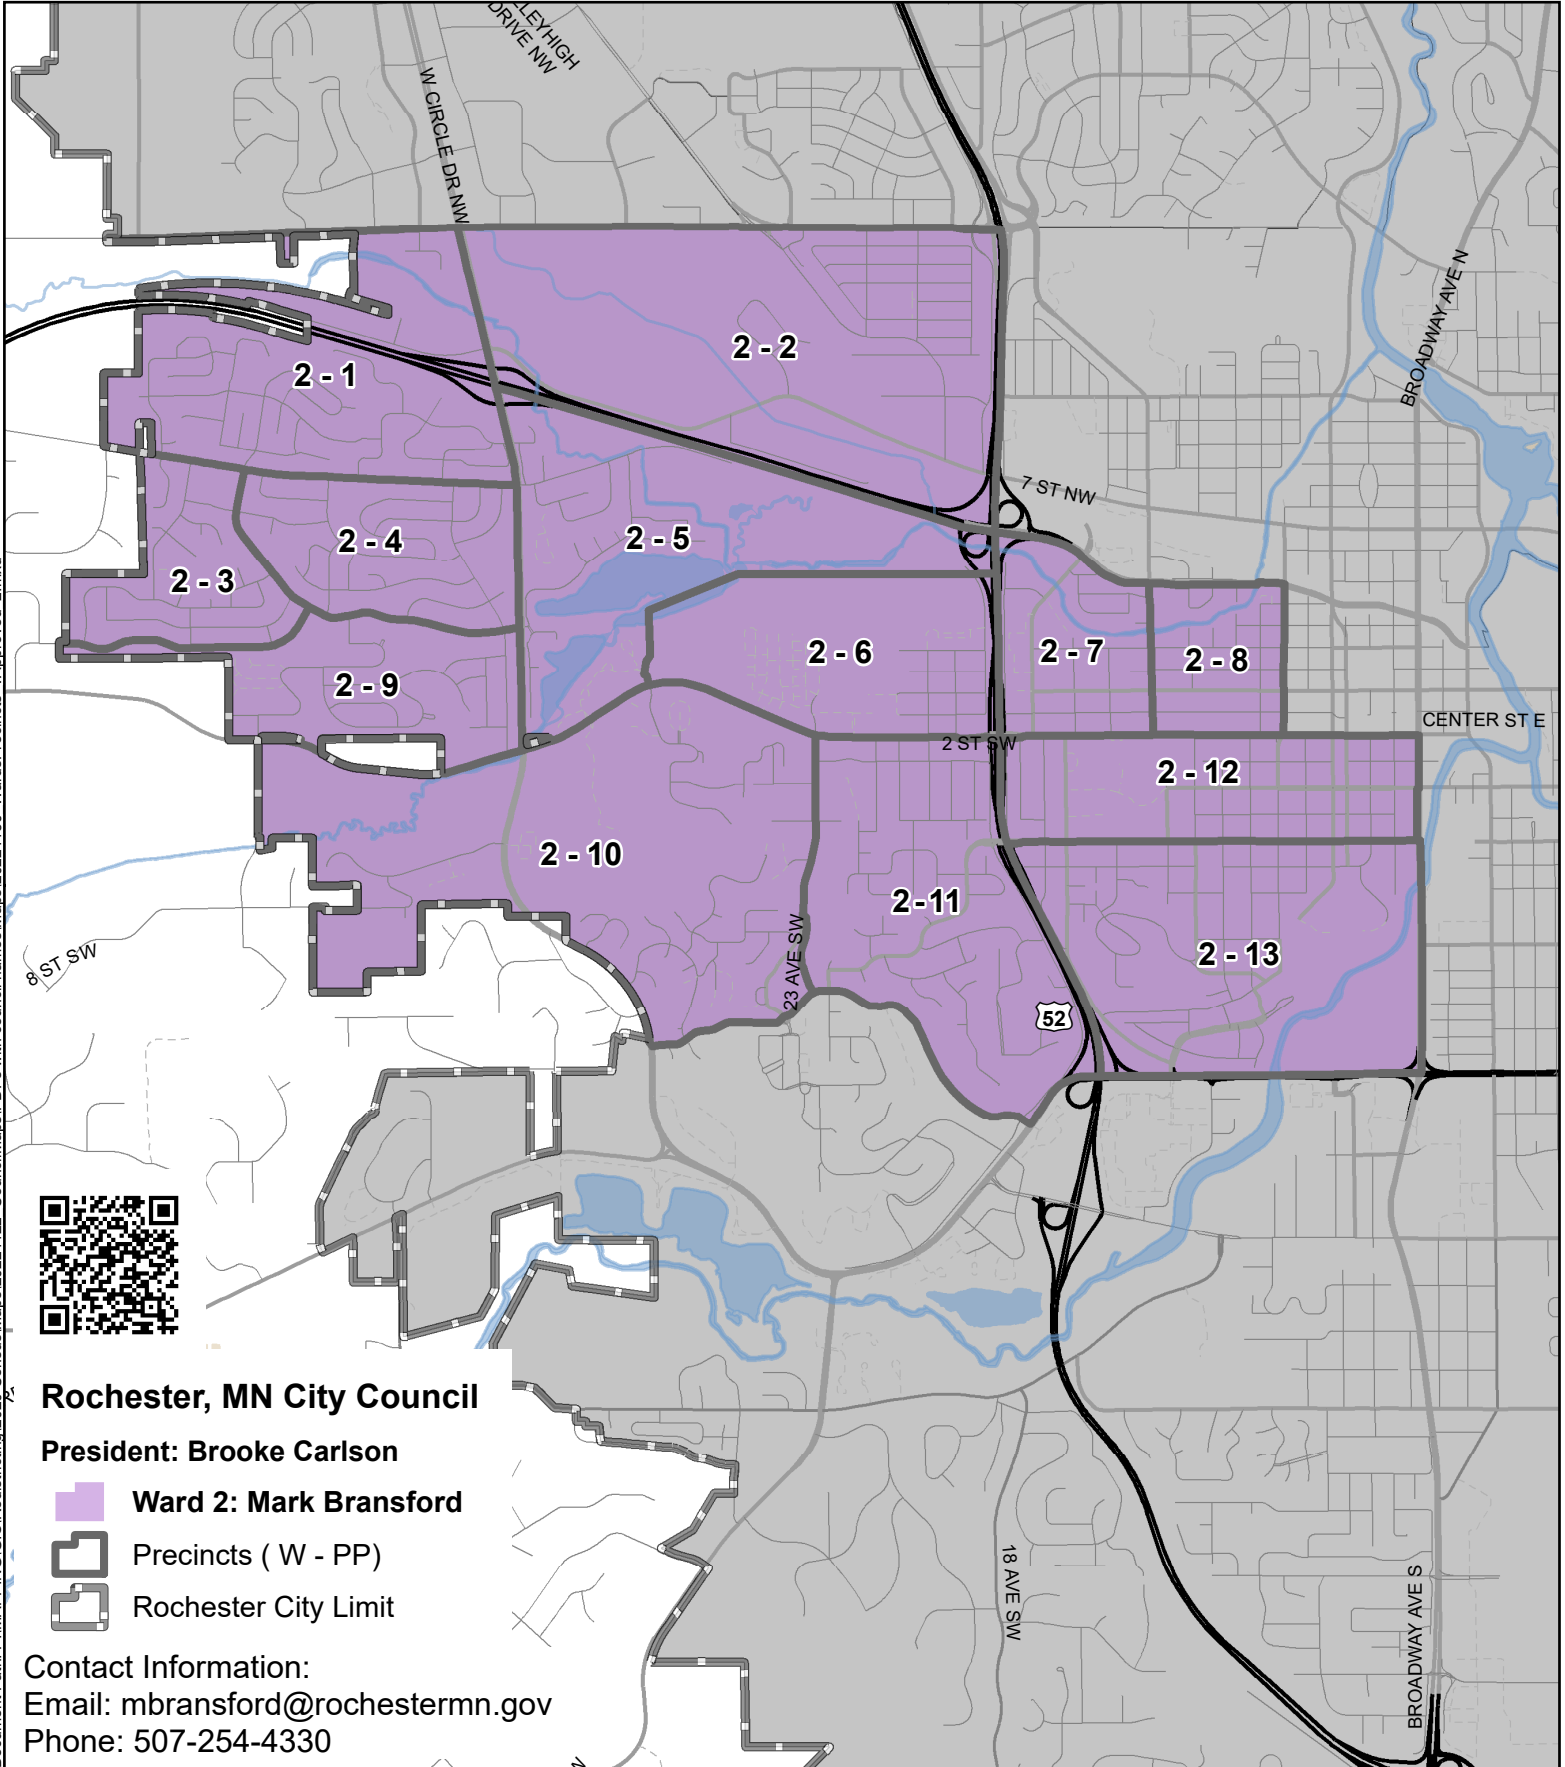 LEYHIGH
DRIVE NW
W CIRCLE DR NW
BROADWAY AVE N
2 - 2
2 - 1
7 ST NW
2 - 4
2 - 5
2 - 3
2 - 6
2 - 7
2 - 8
2 - 9
CENTER ST E
2 ST SW
2 - 12
2 - 10
2 - 11
23 AVE SW
8 ST SW
2 - 13
52
Rochester, MN City Council
President: Brooke Carlson
Ward 2: Mark Bransford
Precincts ( W - PP)
Rochester City Limit
18 AVE SW
BROADWAY AVE S
Contact Information:
Email: mbransford@rochestermn.gov
Phone: 507-254-4330